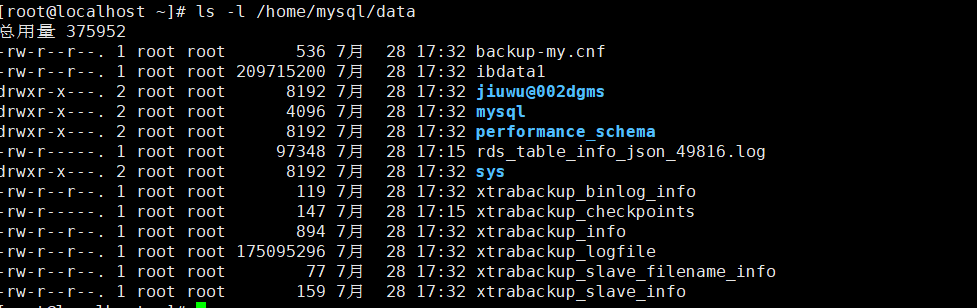 [root@localhost ~]# ls -l /home/mysql/data
总用量 375952
-rw-r--r--. 1 root root 536 7月 28 17:32 backup-my.cnf
-rw-r--r--. 1 root root 209715200 7月 28 17:32 ibdata1
drwxr-x---. 2 root root 8192 7月 28 17:32 jiuwu@002dgms
drwxr-x---. 2 root root 4096 7月 28 17:32 mysql
drwxr-x---. 2 root root 8192 7月 28 17:32 performance_schema
-rw-r-----. 1 root root 97348 7月 28 17:15 rds_table_info_json_49816.log
drwxr-x---. 2 root root 8192 7月 28 17:32 sys
-rw-r--r--. 1 root root 119 7月 28 17:32 xtrabackup_binlog_info
-rw-r-----. 1 root root 147 7月 28 17:15 xtrabackup_checkpoints
-rw-r--r--. 1 root root 894 7月 28 17:32 xtrabackup_info
-rw-r--r--. 1 root root 175095296 7月 28 17:32 xtrabackup_logfile
-rw-r--r--. 1 root root 77 7月 28 17:32 xtrabackup_slave_filename_info
-rw-r--r--. 1 root root 159 7月 28 17:32 xtrabackup_slave_info
[root@localhost ~]#